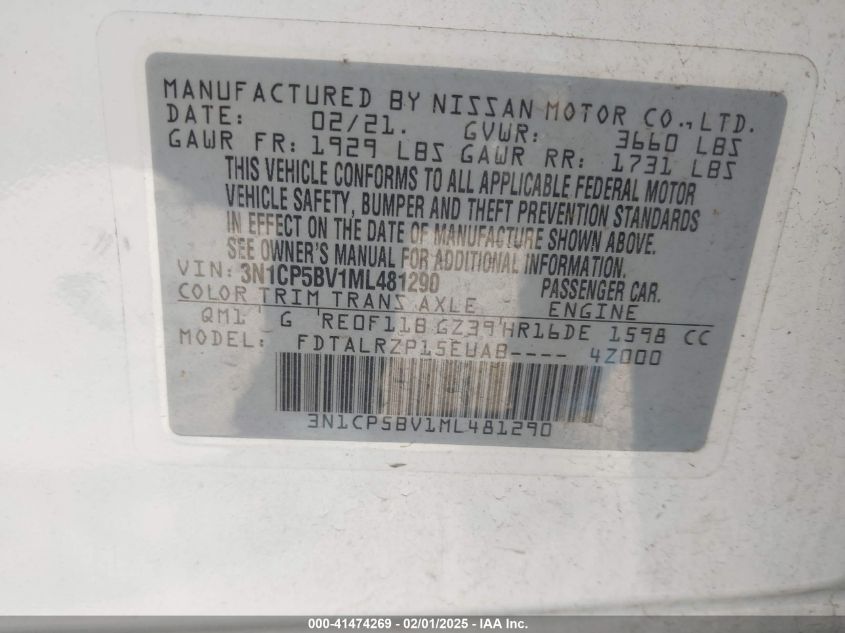 MANUFACTURED BY NISSAN MOTOR CO., LTD.
DATE: 02/21. GVWR: 3660 LBS
GAWR FR: 1929 LBS GAWR RR: 1731 LBS
THIS VEHICLE CONFORMS TO ALL APPLICABLE FEDERAL MOTOR
VEHICLE SAFETY, BUMPER AND THEFT PREVENTION STANDARDS
IN EFFECT ON THE DATE OF MANUFACTURE SHOWN ABOVE.
SEE OWNER'S MANUAL FOR ADDITIONAL INFORMATION.
VIN: 3N1CP5BV1ML481290 PASSENGER CAR.
COLOR TRIM TRANS AXLE ENGINE
QM1 G RE0F11B GZ39 HR16DE 1598 CC
MODEL: FDTALRZP15EUAB---- 4Z000
3N1CP5BV1ML481290
000-41474269 - 02/01/2025 - IAA Inc.